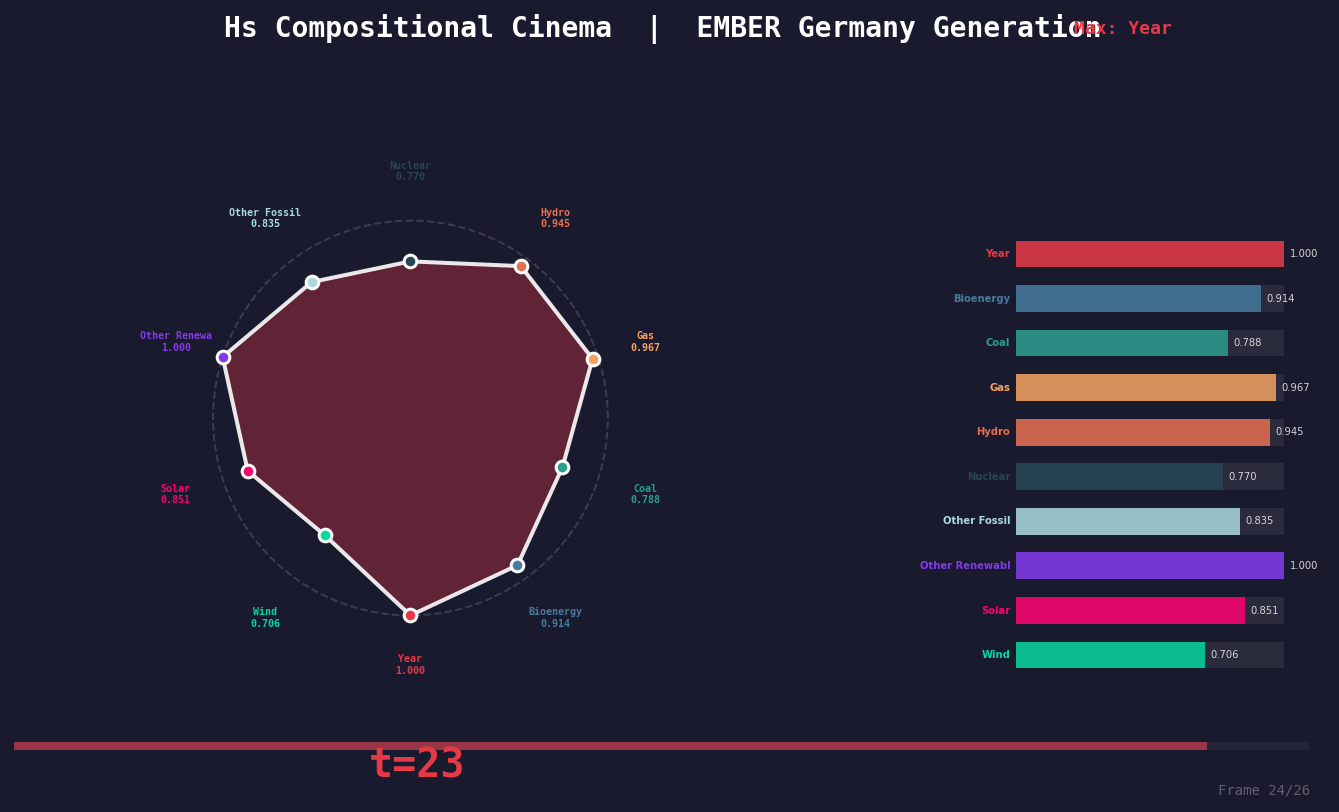 Hs Compositional Cinema | EMBER Germany Generation
Max: Year
Nuclear
0.770
Other Fossil
0.835
Hydro
0.945
Other Renewa
1.000
Gas
0.967
Solar
0.851
Coal
0.788
Wind
0.706
Bioenergy
0.914
Year
1.000
Year 1.000
Bioenergy 0.914
Coal 0.788
Gas 0.967
Hydro 0.945
Nuclear 0.770
Other Fossil 0.835
Other Renewabl 1.000
Solar 0.851
Wind 0.706
t=23
Frame 24/26